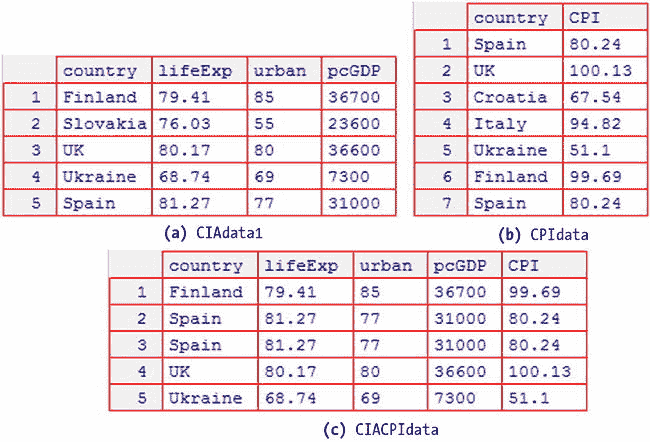 country lifeExp urban pcGDP
1 Finland 79.41 85 36700
2 Slovakia 76.03 55 23600
3 UK 80.17 80 36600
4 Ukraine 68.74 69 7300
5 Spain 81.27 77 31000
(a) CIAdata1
country CPI
1 Spain 80.24
2 UK 100.13
3 Croatia 67.54
4 Italy 94.82
5 Ukraine 51.1
6 Finland 99.69
7 Spain 80.24
(b) CPIdata
country lifeExp urban pcGDP CPI
1 Finland 79.41 85 36700 99.69
2 Spain 81.27 77 31000 80.24
3 Spain 81.27 77 31000 80.24
4 UK 80.17 80 36600 100.13
5 Ukraine 68.74 69 7300 51.1
(c) CIACPIdata